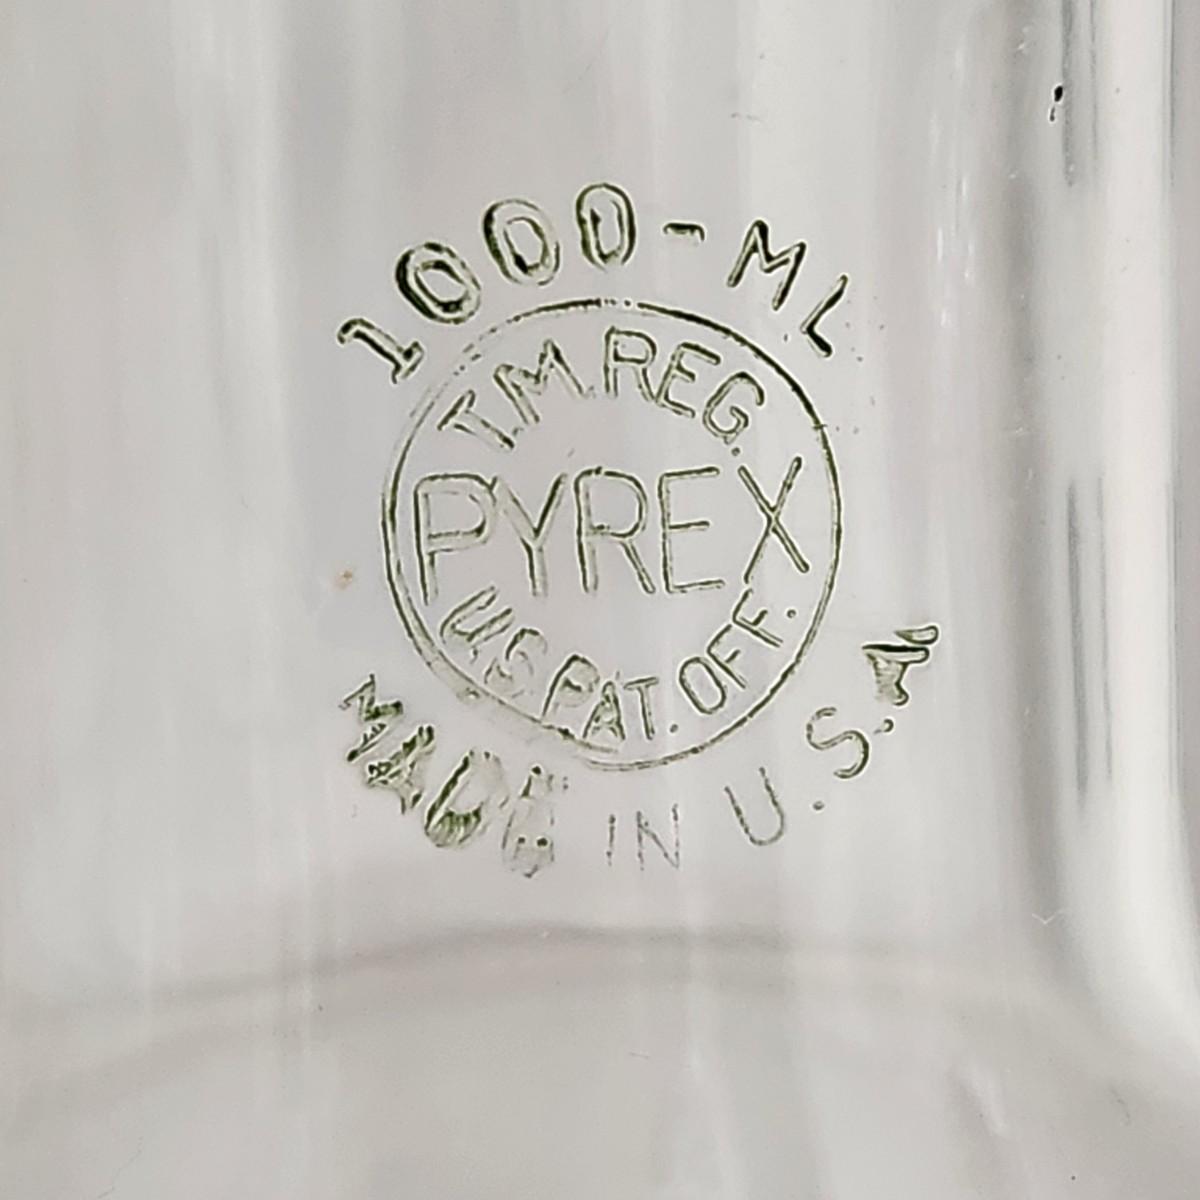 1000-ML
T.M.REG.
PYREX
U.S.PAT.OFF.
MADE IN U.S.A